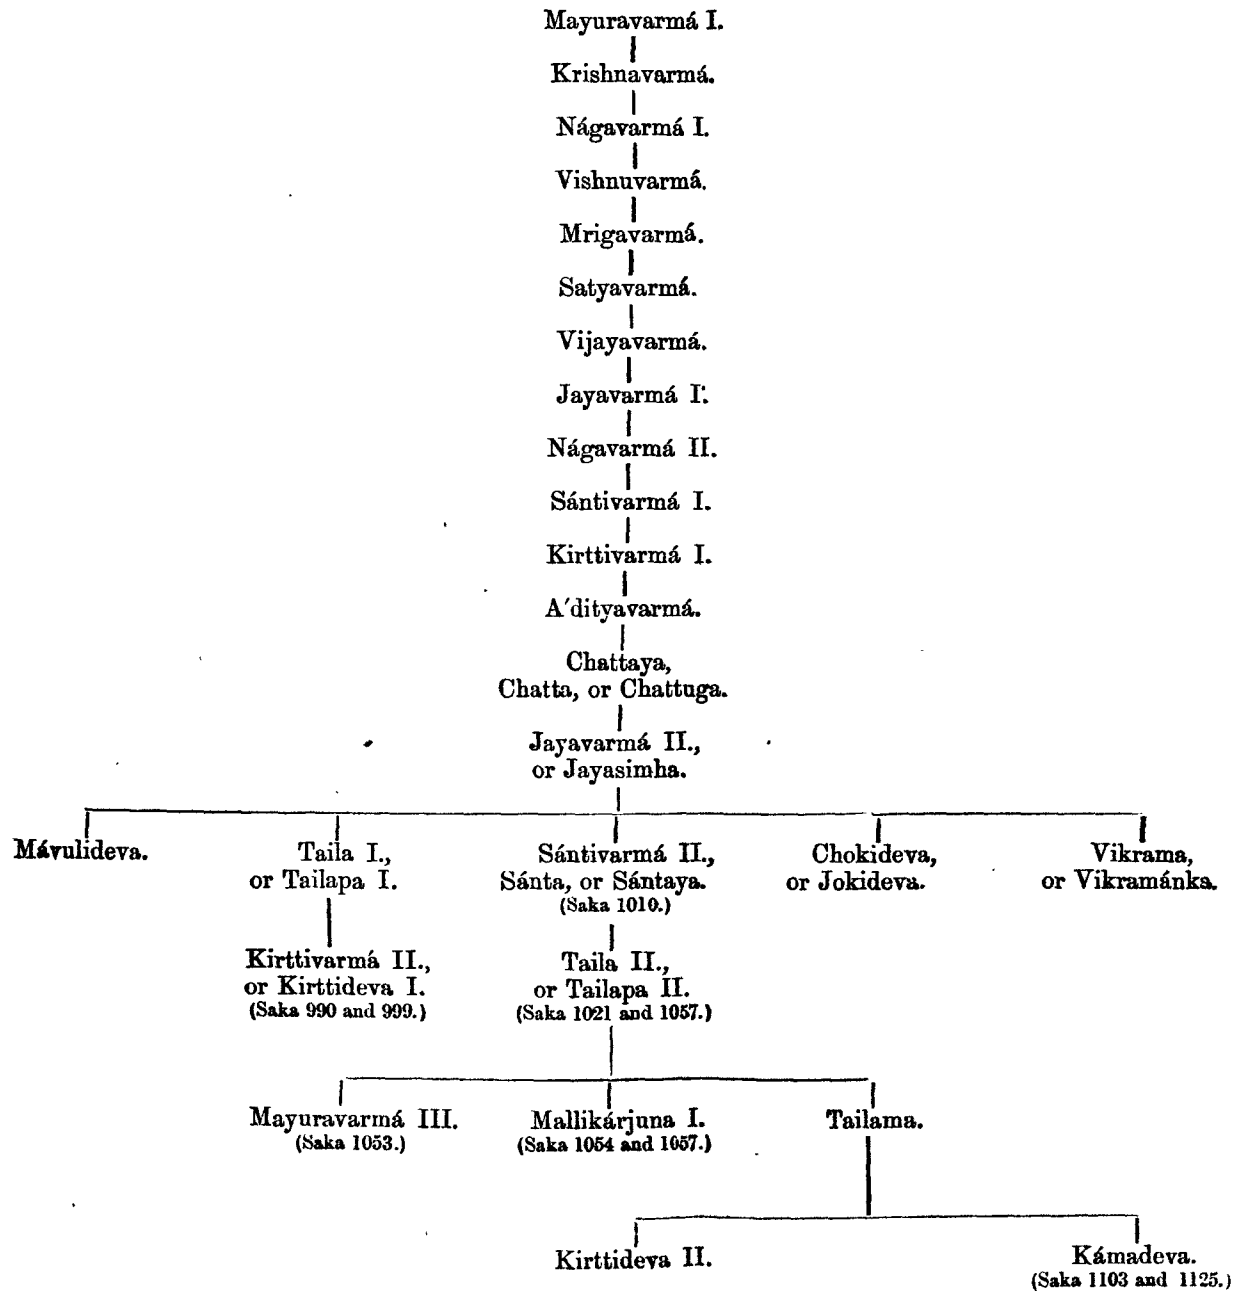 Mayuravarmá I.
Krishnavarmá.
Nágavarmá I.
Vishnuvarmá.
Mrigavarmá.
Satyavarmá.
Vijayavarmá.
Jayavarmá I.
Nágavarmá II.
Sántivarmá I.
Kirttivarmá I.
A´dityavarmá.
Chattaya,
Chatta, or Chattuga.
Jayavarmá II.,
or Jayasimha.
Mávulideva.
Taila I.,
or Tailapa I.
Sántivarmá II.,
Sánta, or Sántaya.
(Saka 1010.)
Chokideva,
or Jokideva.
Vikrama,
or Vikramánka.
Kirttivarmá II.,
or Kirttideva I.
(Saka 990 and 999.)
Taila II.,
or Tailapa II.
(Saka 1021 and 1057.)
Mayuravarmá III.
(Saka 1053.)
Mallikárjuna I.
(Saka 1054 and 1057.)
Tailama.
Kirttideva II.
Kámadeva.
(Saka 1103 and 1125.)